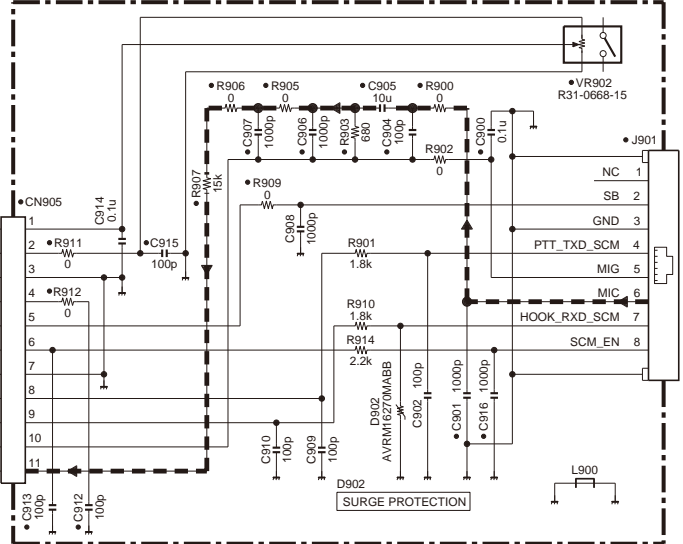 VR902
R31-0668-15
R906
0
R905
0
C905
10u
R900
0
C907
1000p
C906
1000p
R903
680
C904
100p
C900
0.1u
R902
0
J901
NC 1
SB 2
GND 3
PTT_TXD_SCM 4
MIG 5
MIC 6
HOOK_RXD_SCM 7
SCM_EN 8
R907
15k
R909
0
C908
1000p
CN905
C914
0.1u
1
2
3
4
5
6
7
8
9
10
11
R911
0
C915
100p
R912
0
R901
1.8k
R910
1.8k
R914
2.2k
D902
AVRM16270MABB
C902
100p
C901
1000p
C916
1000p
C910
100p
C909
100p
C913
100p
C912
100p
D902
SURGE PROTECTION
L900